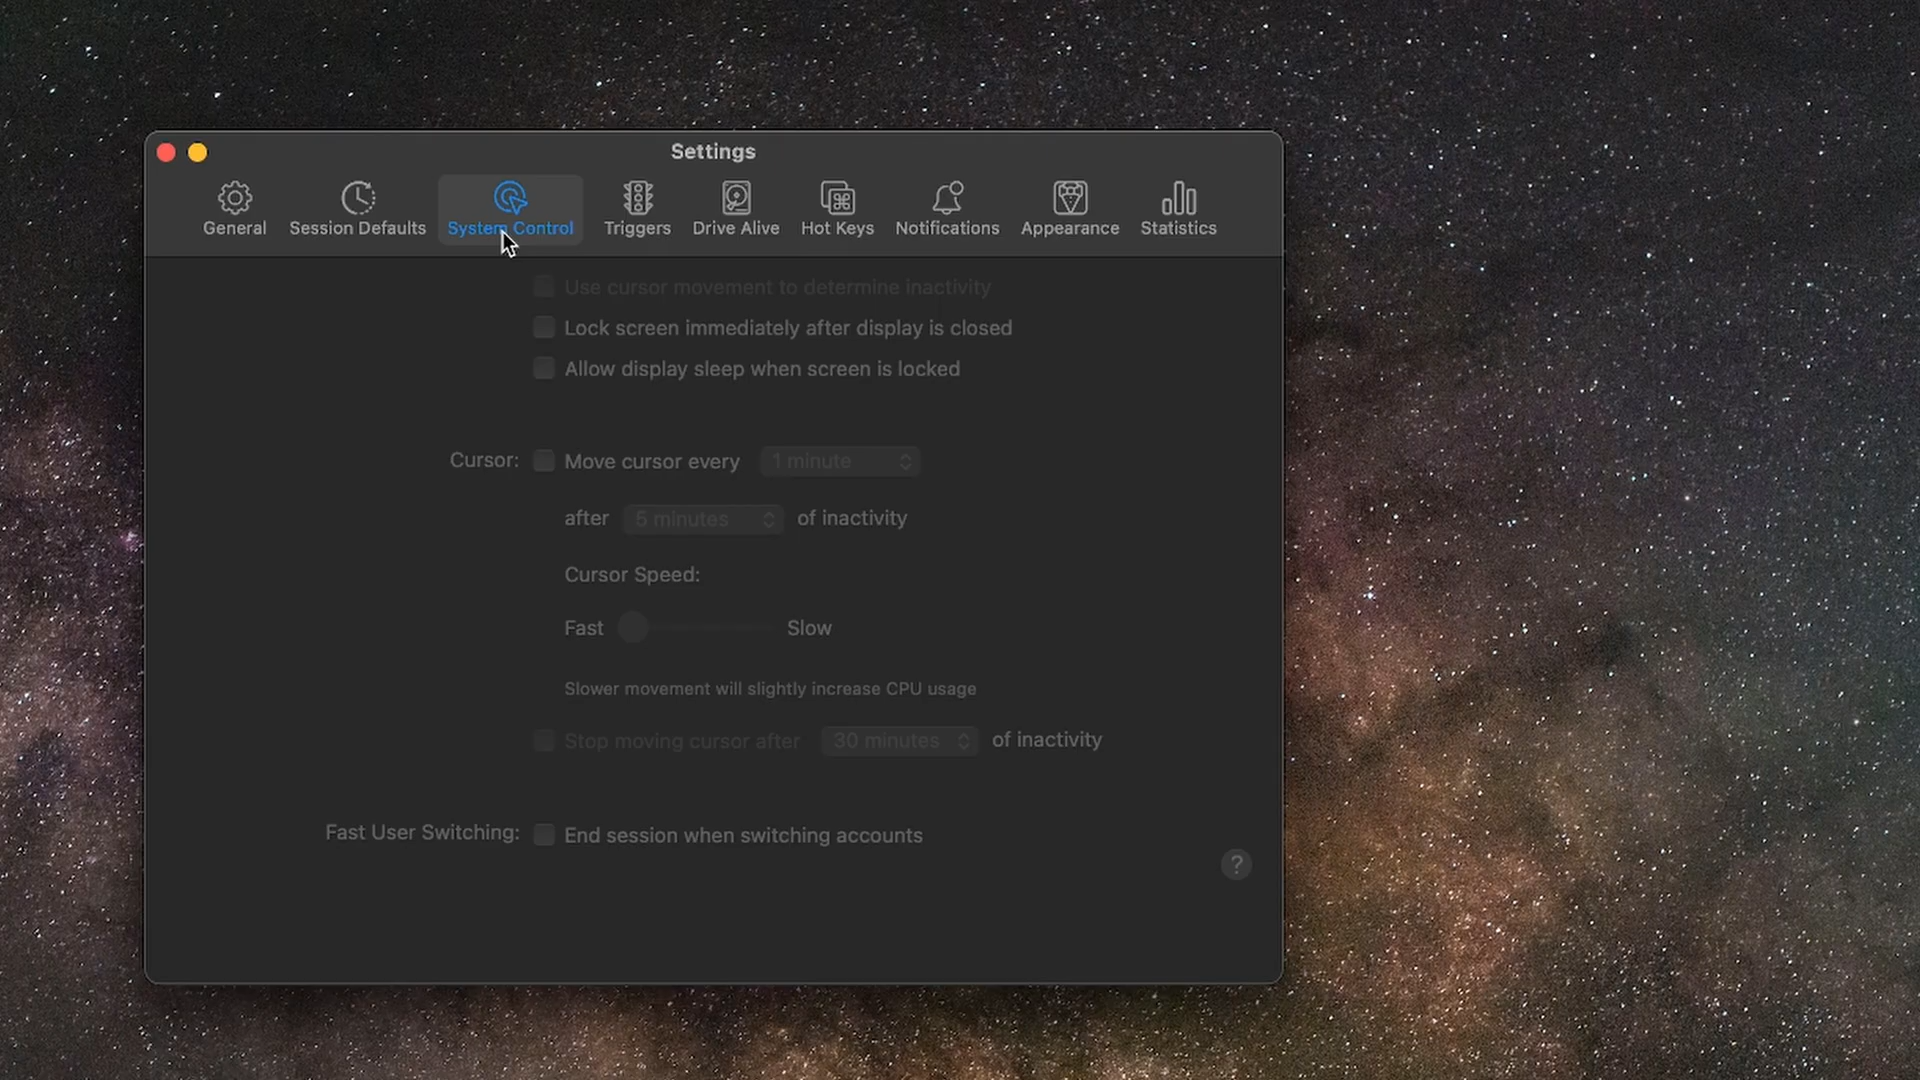 Settings
General Session Defaults System Control Triggers Drive Alive Hot Keys Notifications Appearance Statistics
Use cursor movement to determine inactivity
Lock screen immediately after display is closed
Allow display sleep when screen is locked
Cursor: Move cursor every 1 minute
after 5 minutes of inactivity
Cursor Speed:
Fast Slow
Slower movement will slightly increase CPU usage
Stop moving cursor after 30 minutes of inactivity
Fast User Switching: End session when switching accounts
?